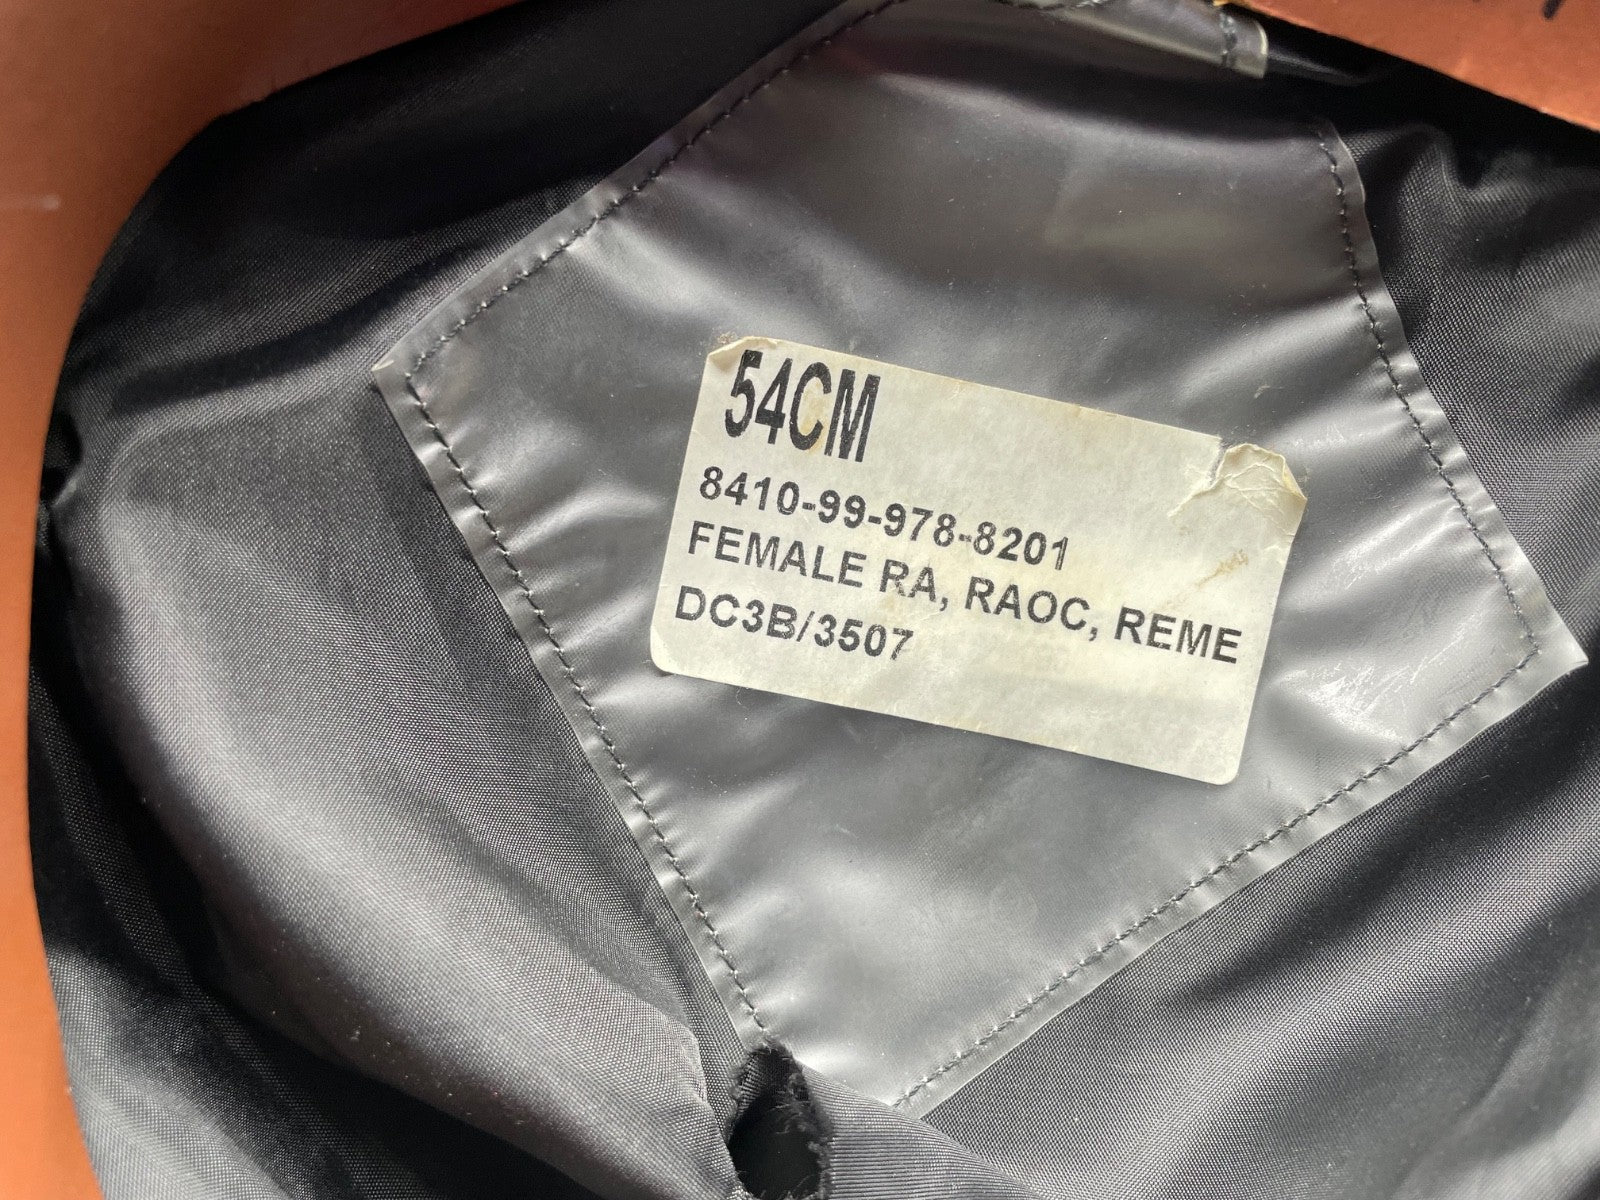 54CM
8410-99-978-8201
FEMALE RA, RAOC, REME
DC3B/3507